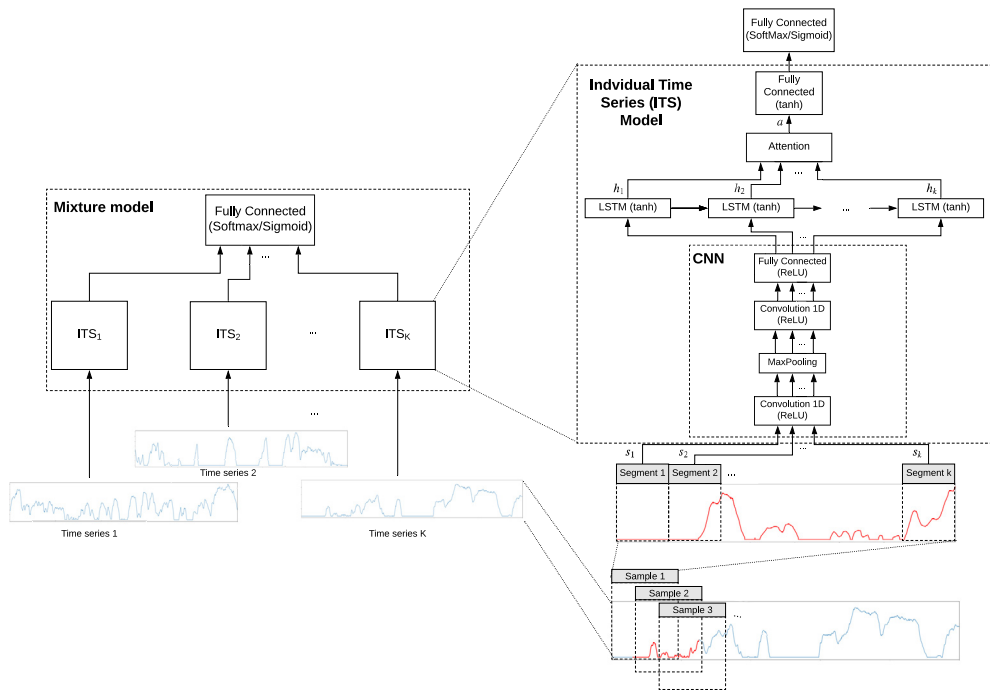 Fully Connected
(SoftMax/Sigmoid)
Indvidual Time
Series (ITS)
Model
Fully
Connected
(tanh)
a
Attention
...
h1
h2
hk
LSTM (tanh)
LSTM (tanh)
...
LSTM (tanh)
...
CNN
Fully Connected
(ReLU)
...
Convolution 1D
(ReLU)
...
MaxPooling
...
Convolution 1D
(ReLU)
s1
s2
...
sk
Segment 1
Segment 2
...
Segment k
Sample 1
Sample 2
Sample 3
...
Mixture model
Fully Connected
(Softmax/Sigmoid)
...
ITS1
ITS2
...
ITSK
...
Time series 2
Time series 1
Time series K